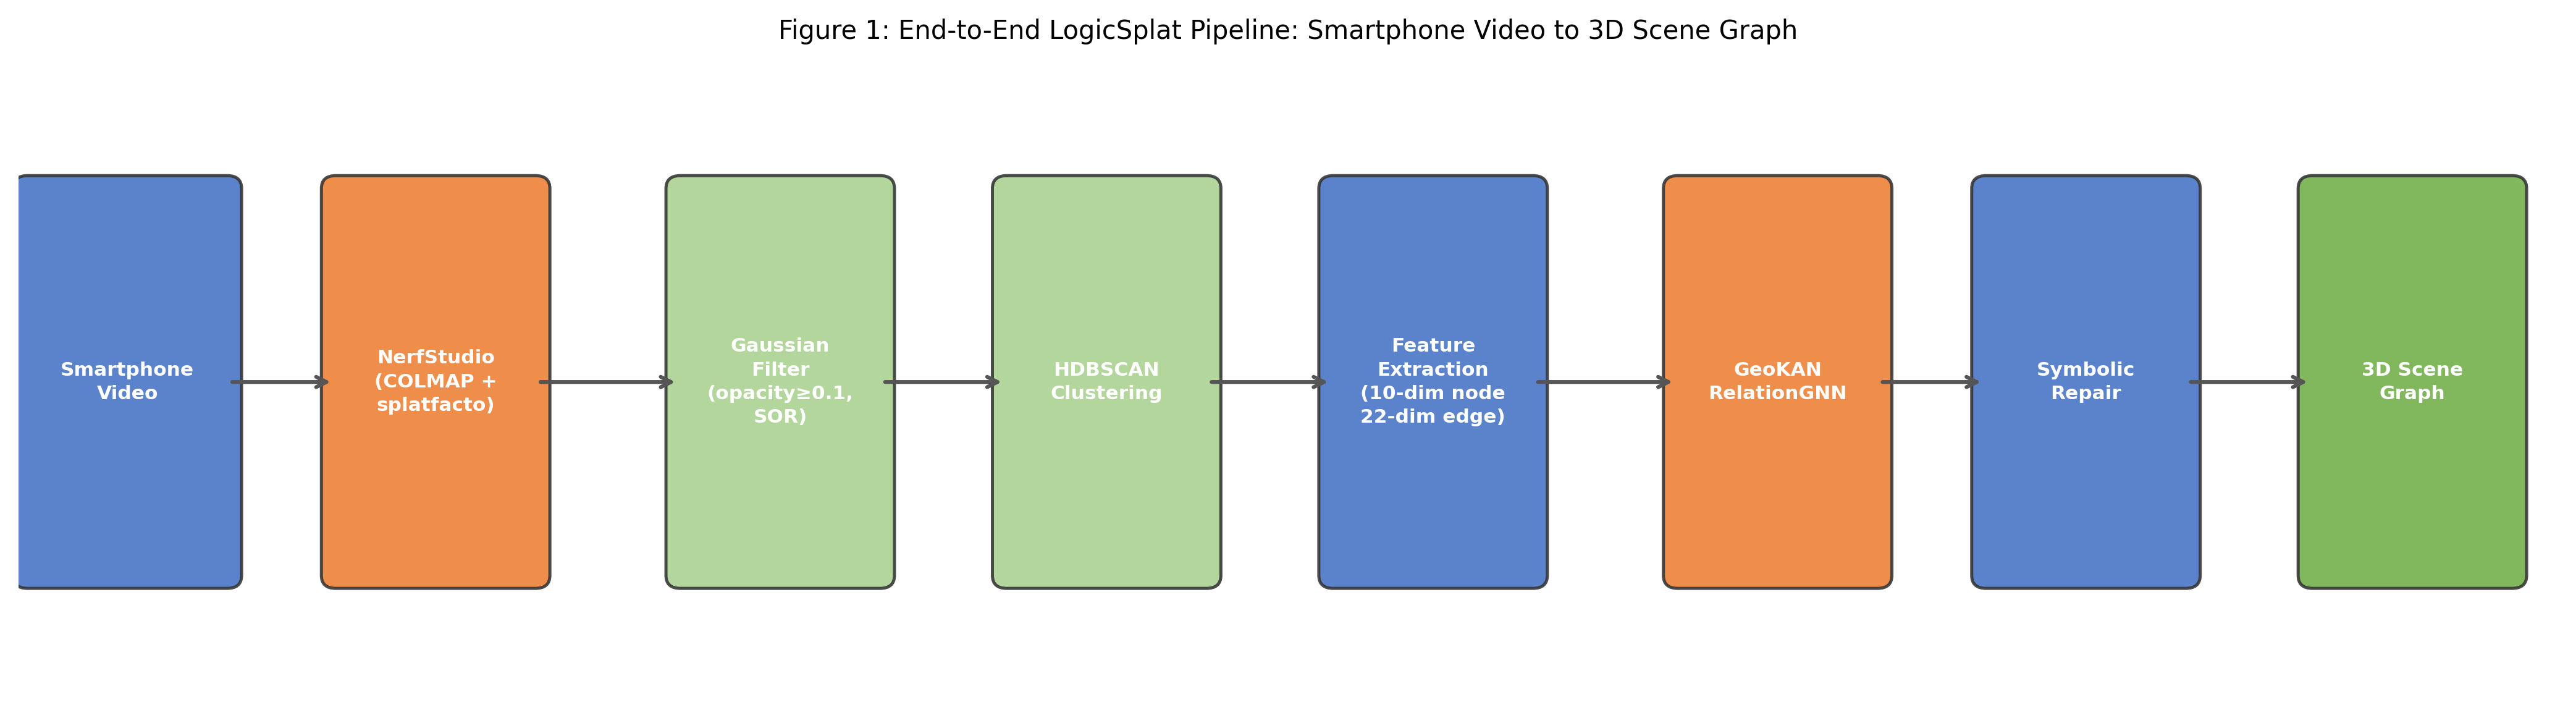 Figure 1: End-to-End LogicSplat Pipeline: Smartphone Video to 3D Scene Graph
Smartphone
Video
NerfStudio
(COLMAP +
splatfacto)
Gaussian
Filter
(opacity≥0.1,
SOR)
HDBSCAN
Clustering
Feature
Extraction
(10-dim node
22-dim edge)
GeoKAN
RelationGNN
Symbolic
Repair
3D Scene
Graph